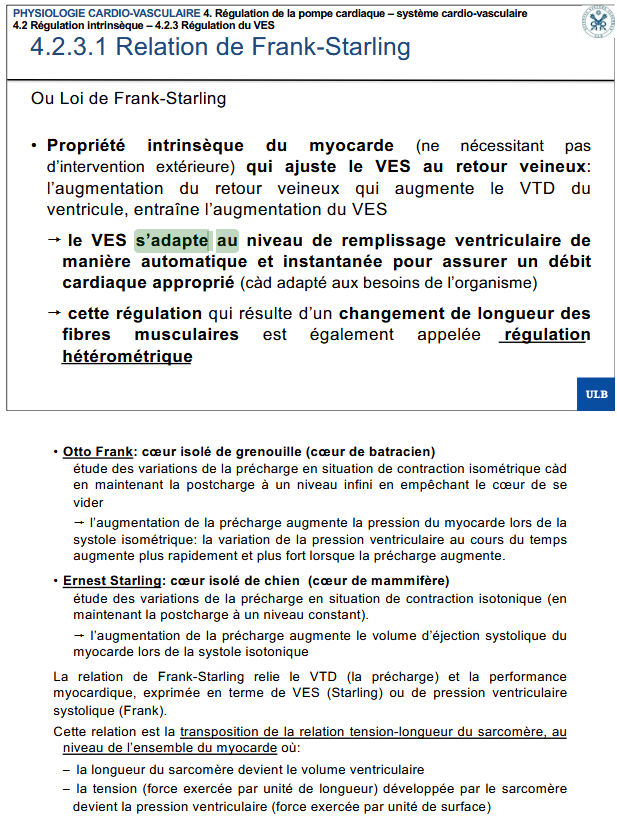 PHYSIOLOGIE CARDIO-VASCULAIRE 4. Régulation de la pompe cardiaque – système cardio-vasculaire
4.2 Régulation intrinsèque – 4.2.3 Régulation du VES
4.2.3.1 Relation de Frank-Starling
Ou Loi de Frank-Starling
• Propriété intrinsèque du myocarde (ne nécessitant pas
d’intervention extérieure) qui ajuste le VES au retour veineux:
l’augmentation du retour veineux qui augmente le VTD du
ventricule, entraîne l’augmentation du VES
→ le VES s’adapte au niveau de remplissage ventriculaire de
manière automatique et instantanée pour assurer un débit
cardiaque approprié (càd adapté aux besoins de l’organisme)
→ cette régulation qui résulte d’un changement de longueur des
fibres musculaires est également appelée régulation
hétérométrique
ULB
• Otto Frank: cœur isolé de grenouille (cœur de batracien)
étude des variations de la précharge en situation de contraction isométrique càd
en maintenant la postcharge à un niveau infini en empêchant le cœur de se
vider
→ l’augmentation de la précharge augmente la pression du myocarde lors de la
systole isométrique: la variation de la pression ventriculaire au cours du temps
augmente plus rapidement et plus fort lorsque la précharge augmente.
• Ernest Starling: cœur isolé de chien (cœur de mammifère)
étude des variations de la précharge en situation de contraction isotonique (en
maintenant la postcharge à un niveau constant).
→ l’augmentation de la précharge augmente le volume d’éjection systolique du
myocarde lors de la systole isotonique
La relation de Frank-Starling relie le VTD (la précharge) et la performance
myocardique, exprimée en terme de VES (Starling) ou de pression ventriculaire
systolique (Frank).
Cette relation est la transposition de la relation tension-longueur du sarcomère, au
niveau de l’ensemble du myocarde où:
– la longueur du sarcomère devient le volume ventriculaire
– la tension (force exercée par unité de longueur) développée par le sarcomère
devient la pression ventriculaire (force exercée par unité de surface)